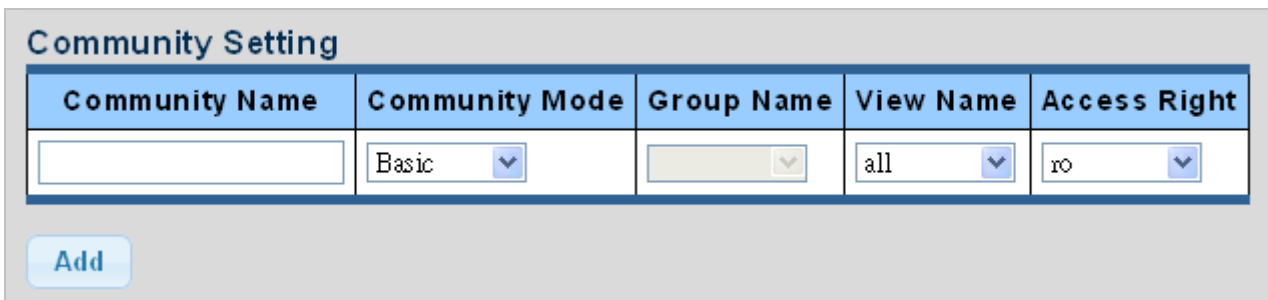 Community Setting
Community Name Community Mode Group Name View Name Access Right
Basic all ro
Add